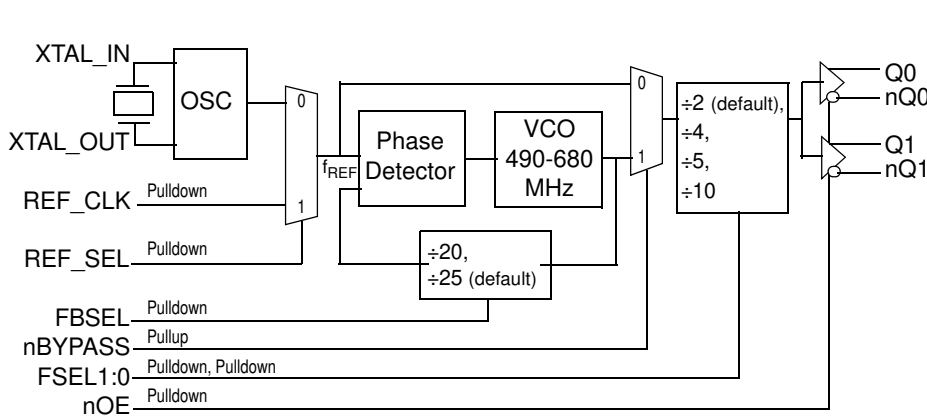 XTAL_IN
OSC
XTAL_OUT
0
1
fREF
Phase
Detector
VCO
490-680
MHz
0
1
÷2 (default),
÷4,
÷5,
÷10
Q0
nQ0
Q1
nQ1
REF_CLK Pulldown
REF_SEL Pulldown
÷20,
÷25 (default)
FBSEL Pulldown
nBYPASS Pullup
FSEL1:0 Pulldown, Pulldown
nOE Pulldown